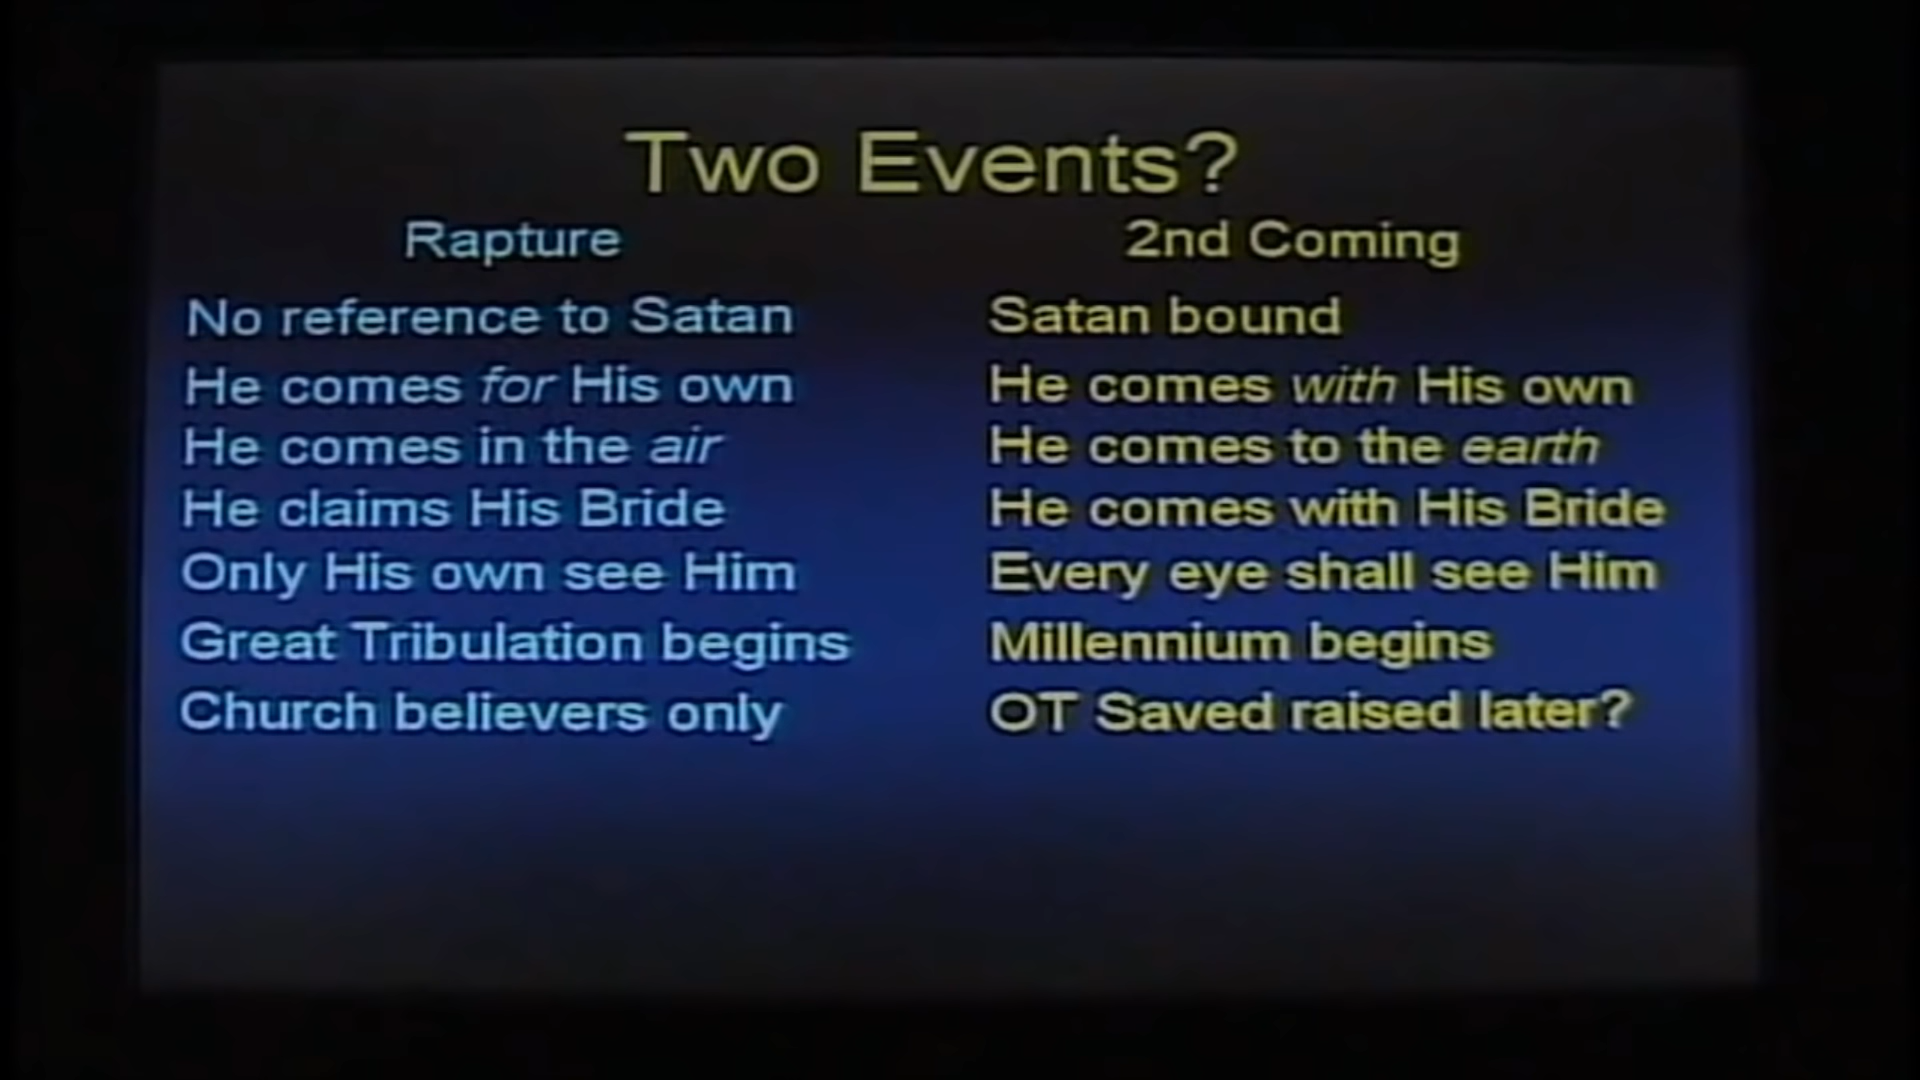 Two Events?
Rapture 2nd Coming
No reference to Satan Satan bound
He comes for His own He comes with His own
He comes in the air He comes to the earth
He claims His Bride He comes with His Bride
Only His own see Him Every eye shall see Him
Great Tribulation begins Millennium begins
Church believers only OT Saved raised later?